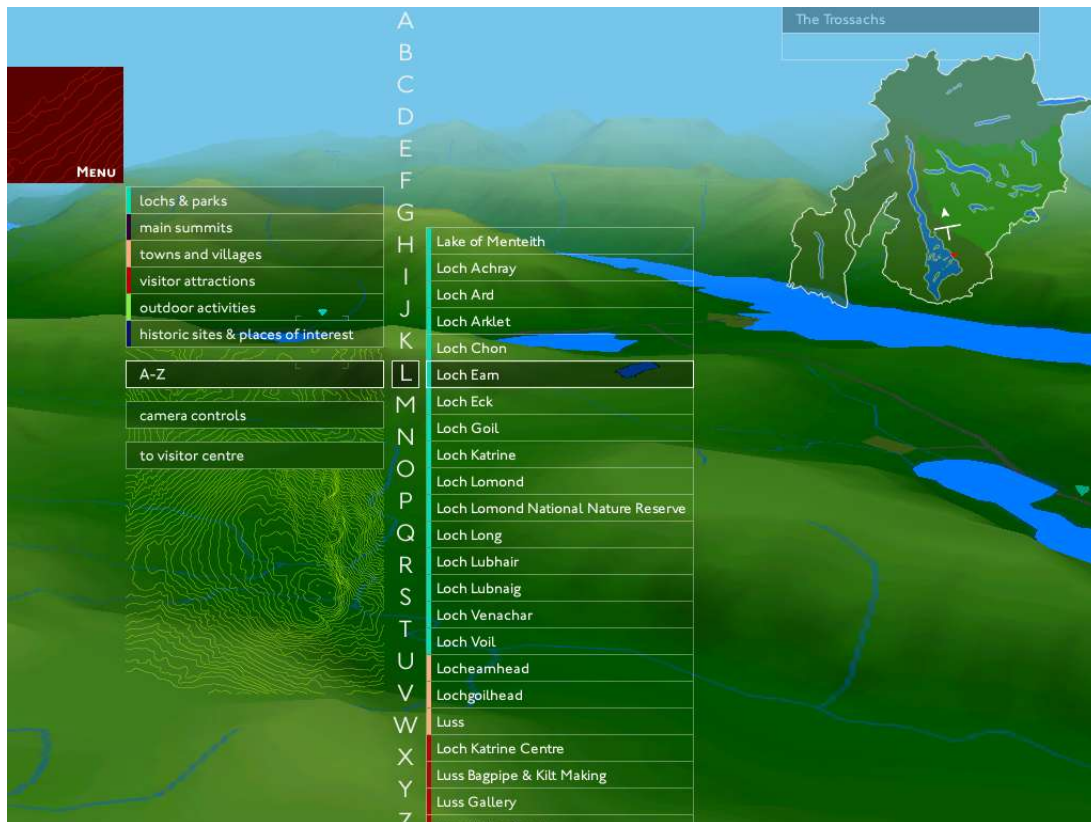 The Trossachs
MENU
lochs & parks
main summits
towns and villages
visitor attractions
outdoor activities
historic sites & places of interest
A-Z
camera controls
to visitor centre
A
B
C
D
E
F
G
H
I
J
K
L
M
N
O
P
Q
R
S
T
U
V
W
X
Y
Z
Lake of Menteith
Loch Achray
Loch Ard
Loch Arklet
Loch Chon
Loch Earn
Loch Eck
Loch Goil
Loch Katrine
Loch Lomond
Loch Lomond National Nature Reserve
Loch Long
Loch Lubhair
Loch Lubnaig
Loch Venachar
Loch Voil
Lochearnhead
Lochgoilhead
Luss
Loch Katrine Centre
Luss Bagpipe & Kilt Making
Luss Gallery